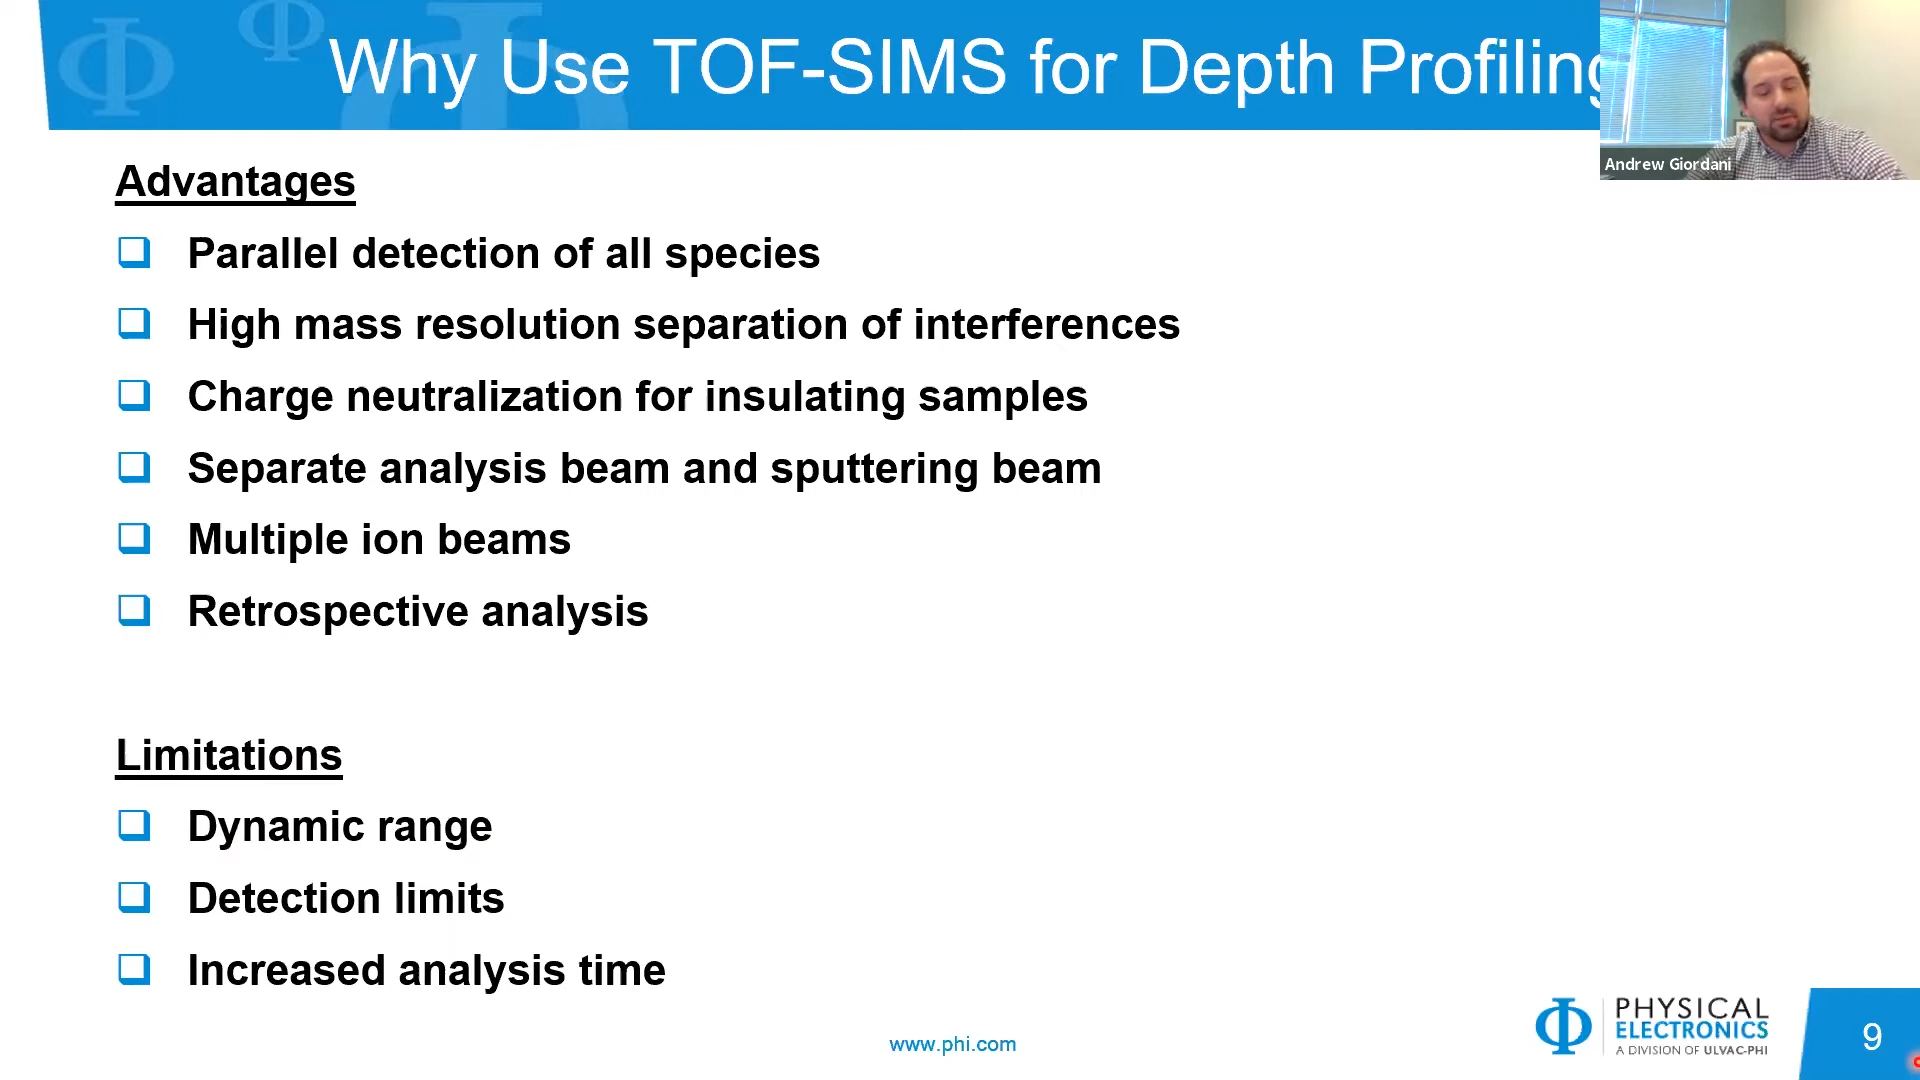 Why Use TOF-SIMS for Depth Profiling
Andrew Giordani
Advantages
Parallel detection of all species
High mass resolution separation of interferences
Charge neutralization for insulating samples
Separate analysis beam and sputtering beam
Multiple ion beams
Retrospective analysis
Limitations
Dynamic range
Detection limits
Increased analysis time
www.phi.com
PHYSICAL
ELECTRONICS
A DIVISION OF ULVAC-PHI
9